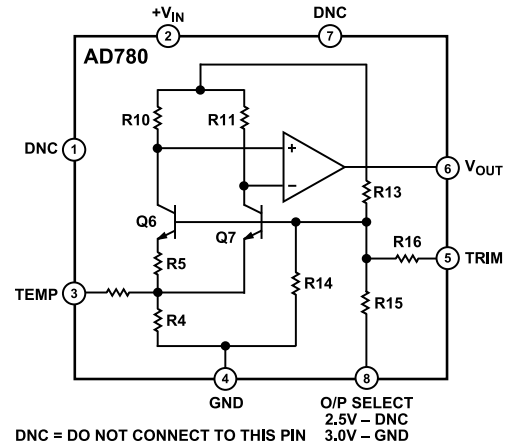 +VIN
DNC
2
7
AD780
R10
R11
DNC
1
+
−
6
VOUT
R13
Q6
Q7
R16
5
TRIM
R5
R14
TEMP
3
R15
R4
4
8
GND
O/P SELECT
2.5V – DNC
3.0V – GND
DNC = DO NOT CONNECT TO THIS PIN